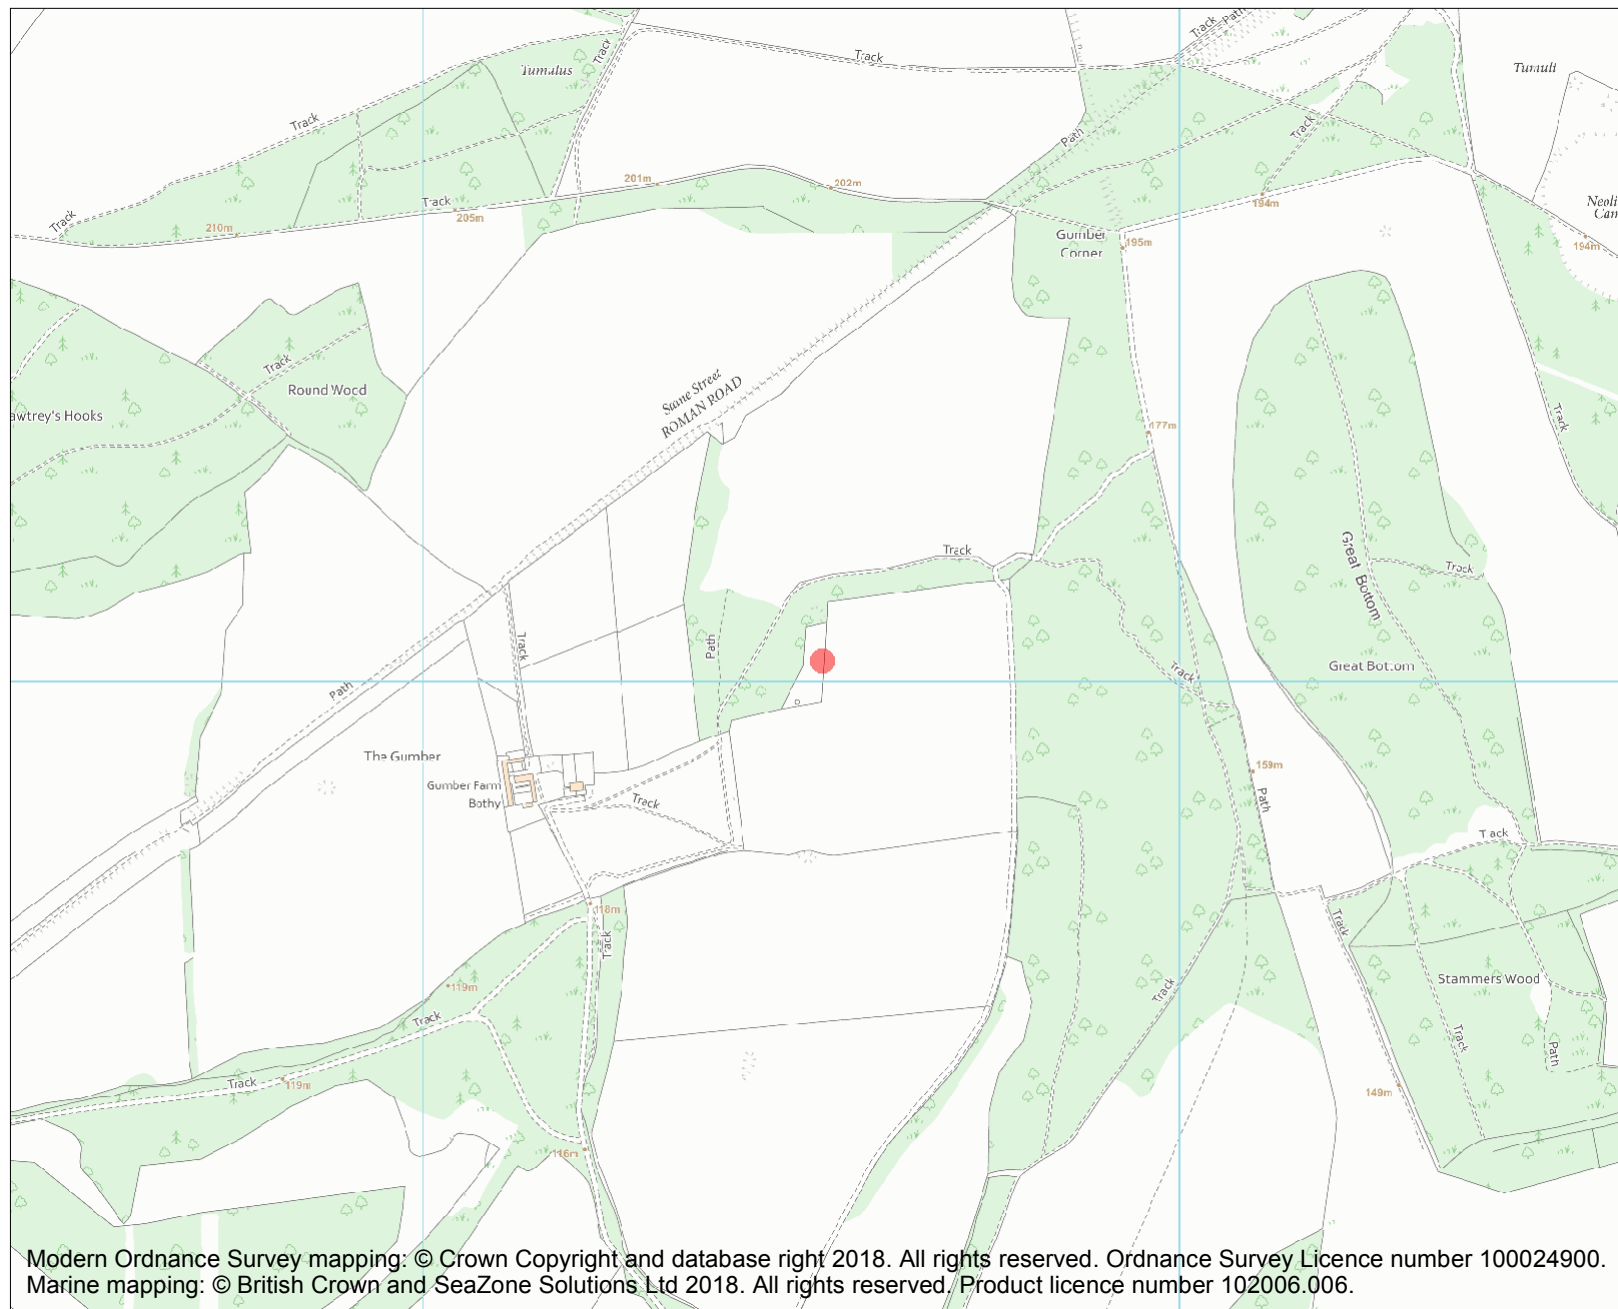 Track
Path
Track
Track
Tumuli
Tumulus
Track
Track
Path
201m
202m
Track
205m
194m
Track
210m
Gumber
Corner
195m
194m
Track
Round Wood
Stane Street
ROMAN ROAD
Track
177m
Great Bottom
Track
Track
Track
Path
Great Bottom
Track
Path
The Gumber
Gumber Farm
Bothy
Track
159m
Path
Track
118m
Track
Track
119m
Stammers Wood
Track
Track
Track
Path
Track
119m
149m
116m
Modern Ordnance Survey mapping: © Crown Copyright and database right 2018. All rights reserved. Ordnance Survey Licence number 100024900.
Marine mapping: © British Crown and SeaZone Solutions Ltd 2018. All rights reserved. Product licence number 102006.006.